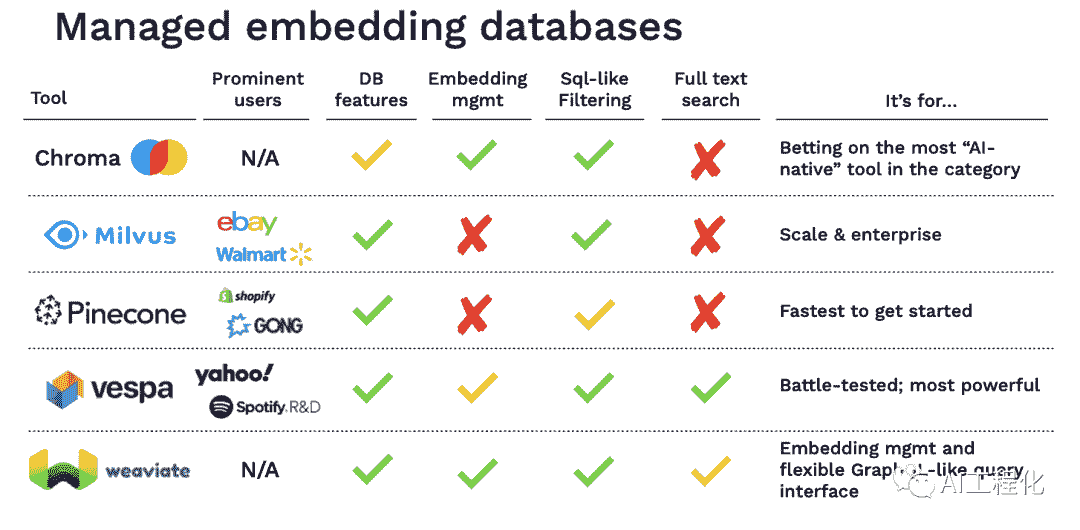 Managed embedding databases
Tool
Prominent
users
DB
features
Embedding
mgmt
Sql-like
Filtering
Full text
search
It's for...
Chroma
N/A
Betting on the most “AI-
native” tool in the category
Milvus
ebay
Walmart
Scale & enterprise
Pinecone
shopify
GONG
Fastest to get started
vespa
yahoo!
Spotify R&D
Battle-tested; most powerful
weaviate
N/A
Embedding mgmt and
flexible GraphQL-like query
interface
AI工程化